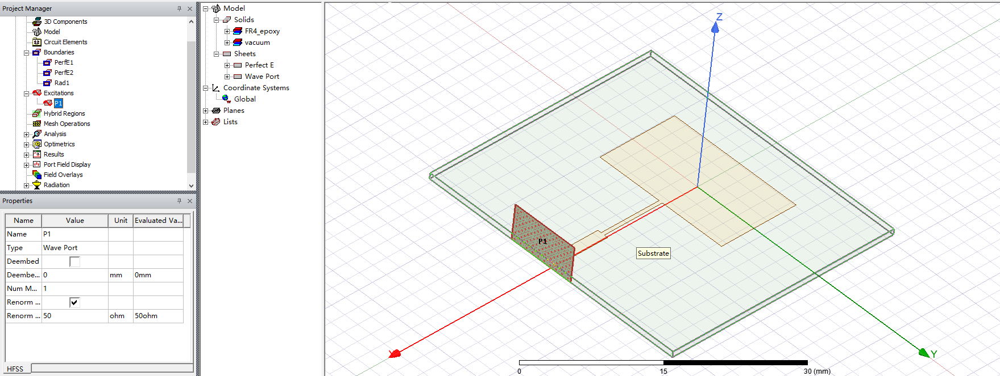 Project Manager
3D Components
Model
Circuit Elements
Boundaries
PerfE1
PerfE2
Rad1
Excitations
P1
Hybrid Regions
Mesh Operations
Analysis
Optimetrics
Results
Port Field Display
Field Overlays
Radiation
Properties
Name Value Unit Evaluated Va...
Name P1
Type Wave Port
Deembed
Deembe... 0 mm 0mm
Num M... 1
Renorm ...
Renorm ... 50 ohm 50ohm
HFSS
Model
Solids
FR4_epoxy
vacuum
Sheets
Perfect E
Wave Port
Coordinate Systems
Global
Planes
Lists
Z
P1
Substrate
X
Y
0 15 30 (mm)